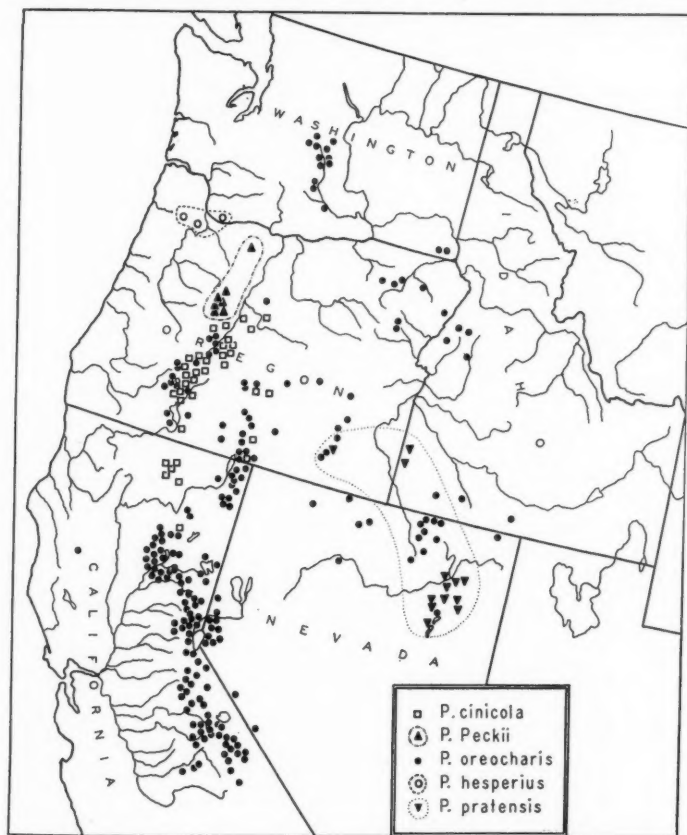 WASHINGTON
OREGON
IDAHO
CALIFORNIA
NEVADA
P. cinicola
P. Peckii
P. oreocharis
P. hesperius
P. pratensis